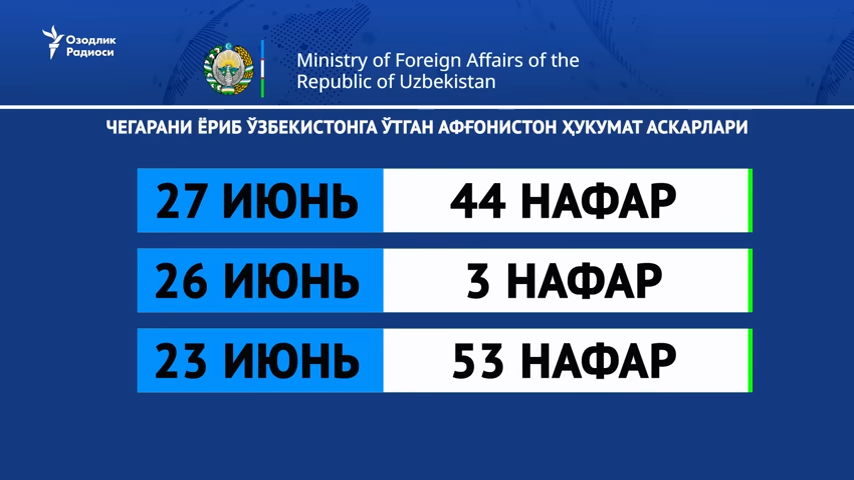 Озодлик
Радиоси
Ministry of Foreign Affairs of the
Republic of Uzbekistan
ЧЕГАРАНИ ЁРИБ ЎЗБЕКИСТОНГА ЎТГАН АФҒОНИСТОН ҲУКУМАТ АСКАРЛАРИ
27 ИЮНЬ 44 НАФАР
26 ИЮНЬ 3 НАФАР
23 ИЮНЬ 53 НАФАР